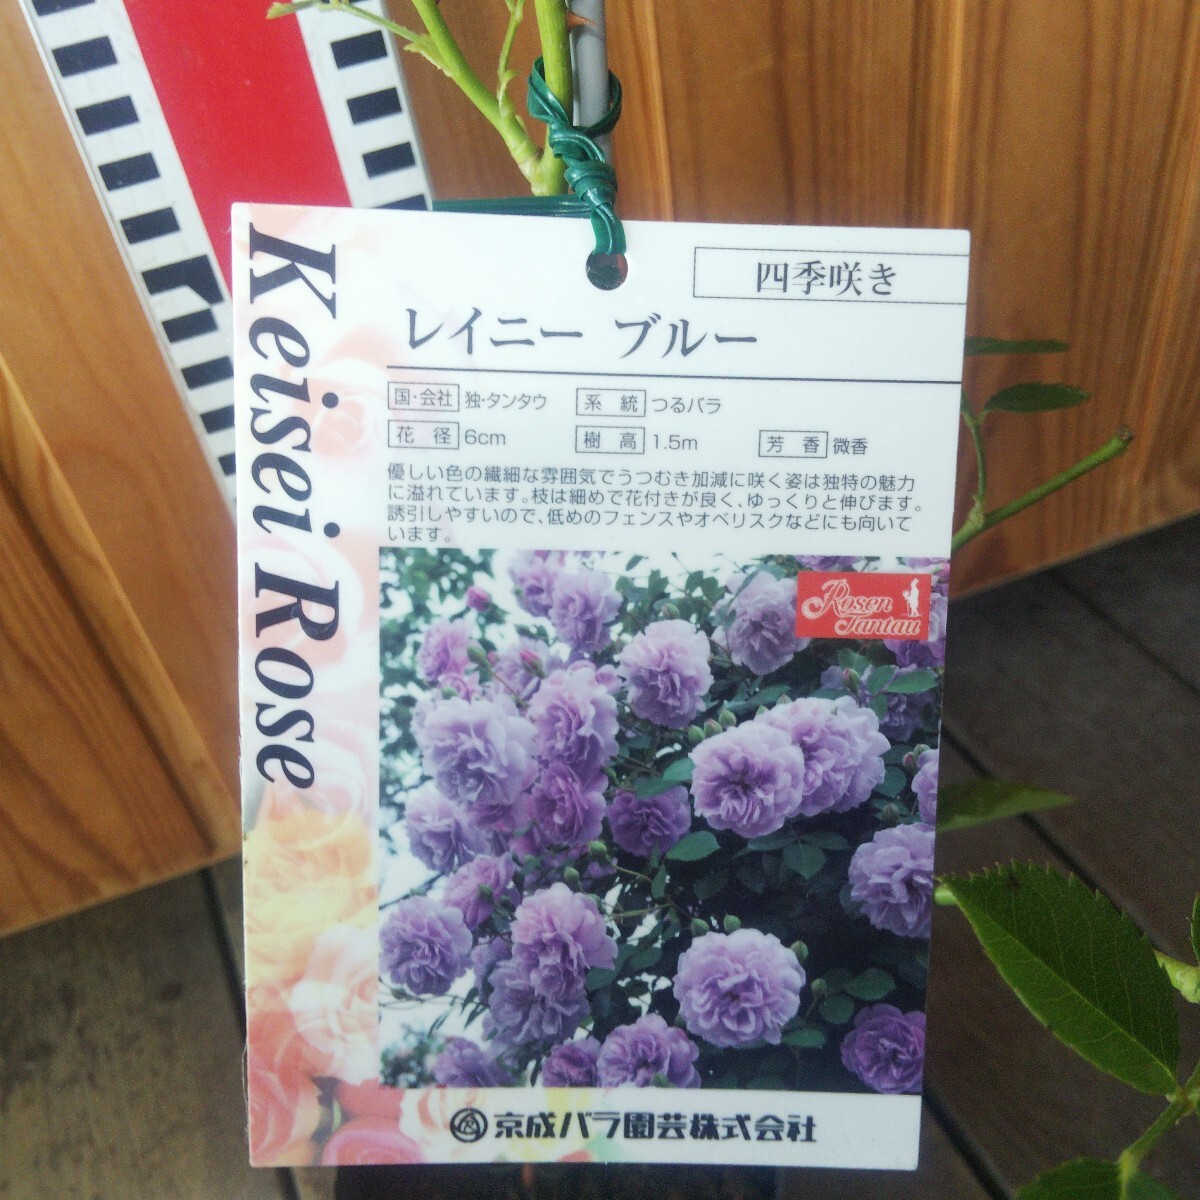 Keisei Rose
四季咲き
レイニー ブルー
国・会社 独・タンタウ 系 統 つるバラ
花 径 6cm 樹 高 1.5m 芳 香 微香
優しい色の繊細な雰囲気でうつむき加減に咲く姿は独特の魅力
に溢れています。枝は細めで花付きが良く、ゆっくりと伸びます。
誘引しやすいので、低めのフェンスやオベリスクなどにも向いて
います。
Rosen
Tantau
京成バラ園芸株式会社